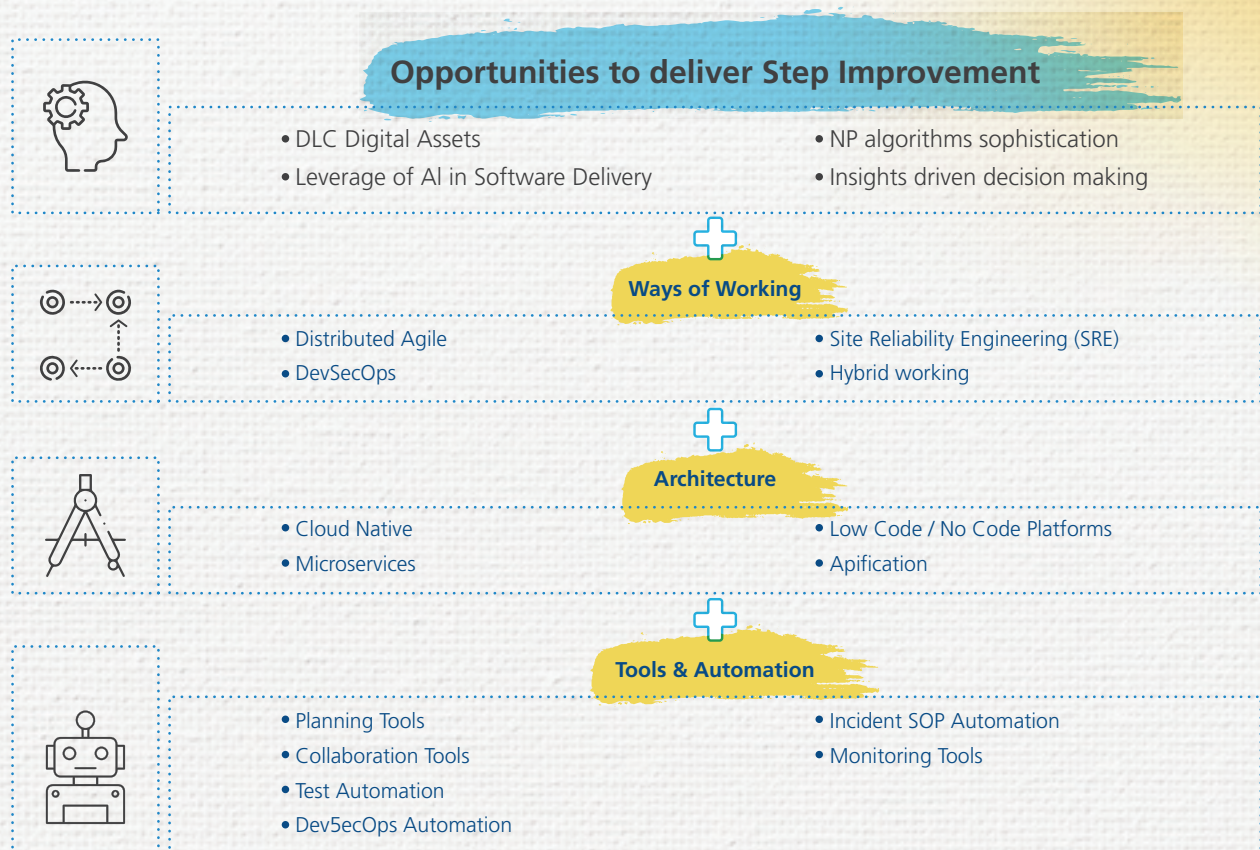 Opportunities to deliver Step Improvement
• DLC Digital Assets
• Leverage of Al in Software Delivery
• NP algorithms sophistication
• Insights driven decision making
Ways of Working
• Distributed Agile
• DevSecOps
• Site Reliability Engineering (SRE)
• Hybrid working
Architecture
• Cloud Native
• Microservices
• Low Code / No Code Platforms
• Apification
Tools & Automation
• Planning Tools
• Collaboration Tools
• Test Automation
• Dev5ecOps Automation
• Incident SOP Automation
• Monitoring Tools